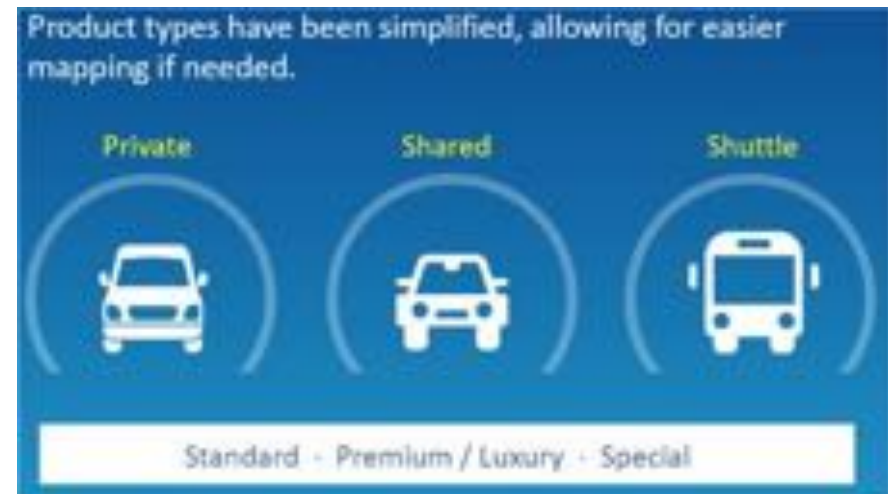 Product types have been simplified, allowing for easier
mapping if needed.
Private Shared Shuttle
Standard · Premium / Luxury · Special